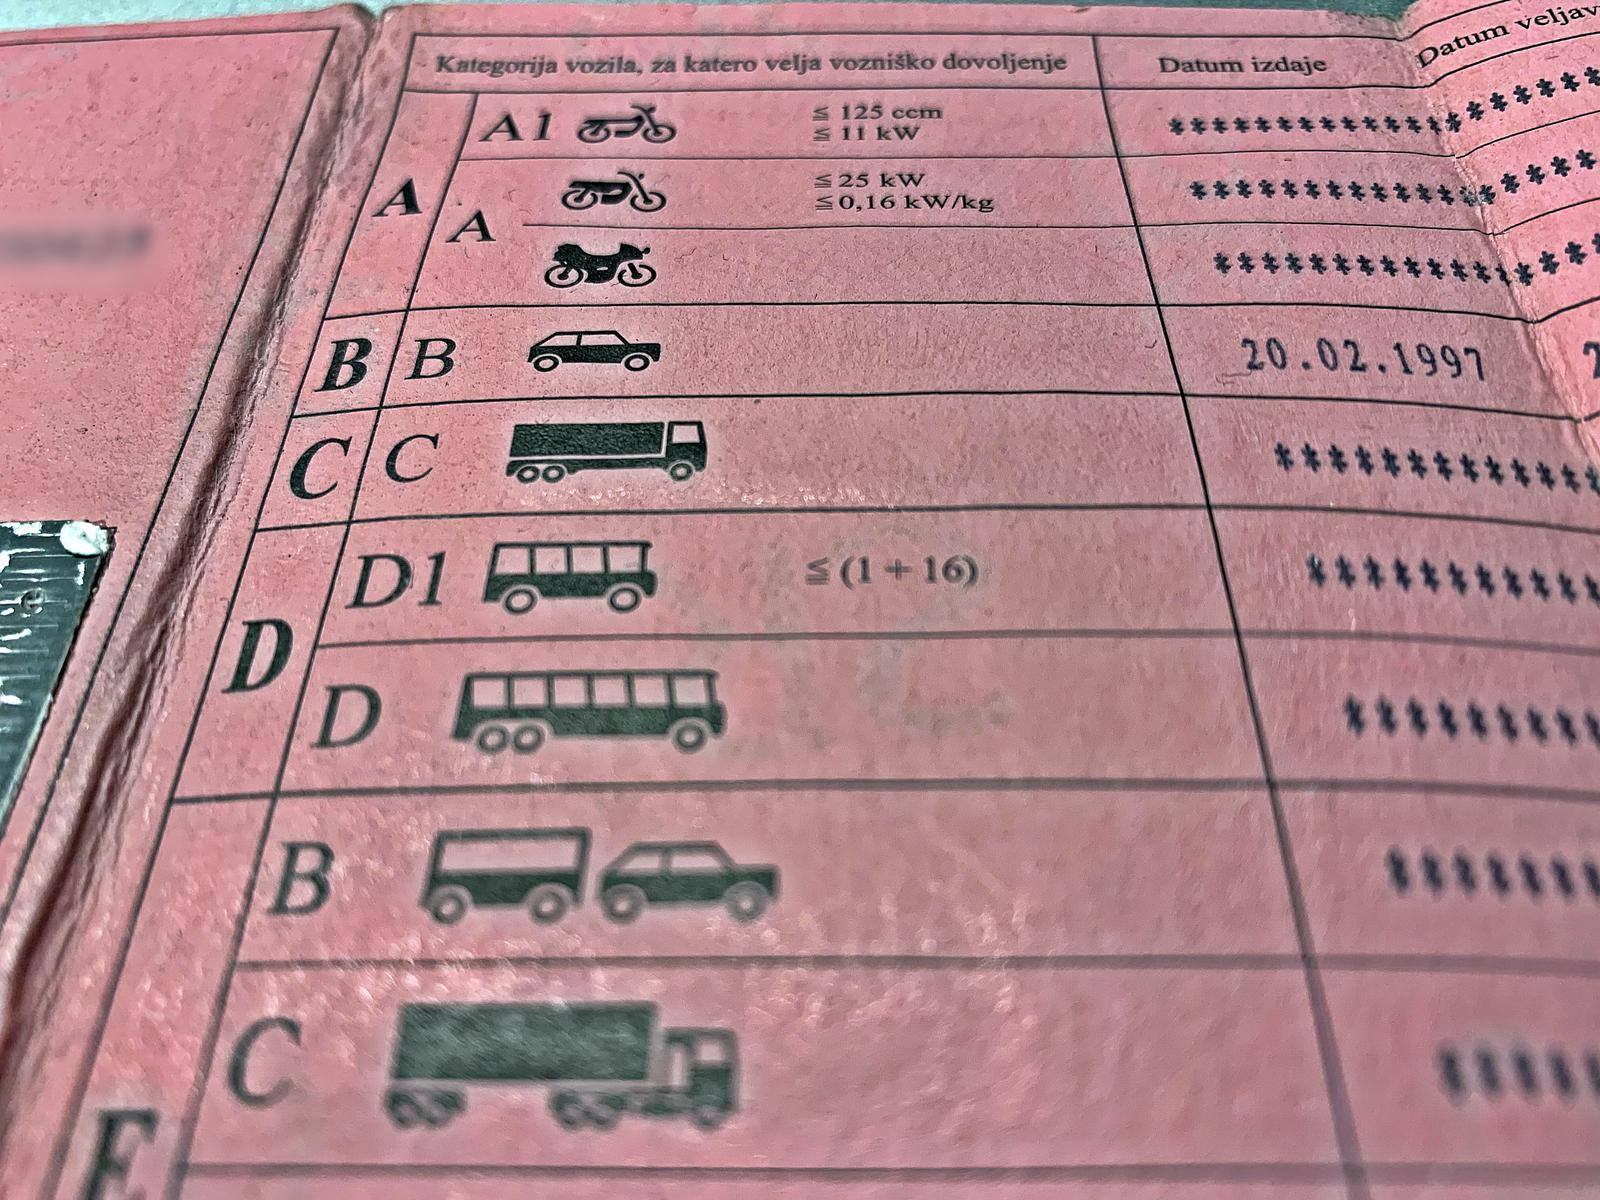 Kategorija vozila, za katero velja vozniško dovoljenje Datum izdaje Datum
A A1 ≦ 125 ccm
≦ 11 kW
*************
A ≦ 25 kW
≦ 0,16 kW/kg
*************
*************
B B 20.02.1997
C C ************
D D1 ≦ (1 + 16) **********
D *********
E B *******
C *****